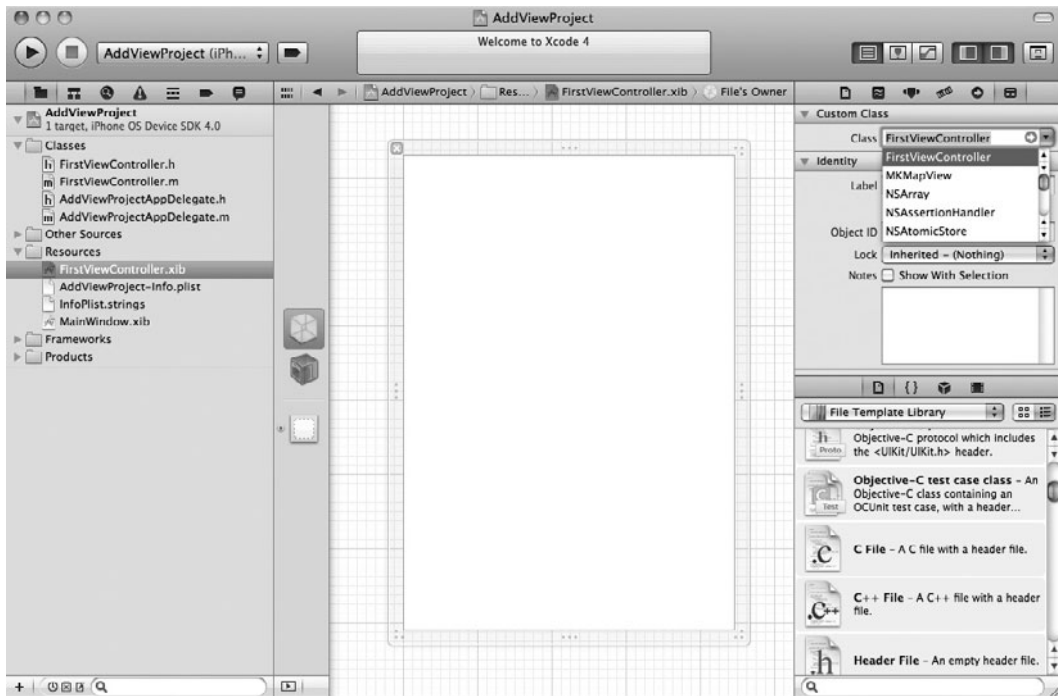 AddViewProject
AddViewProject (iPh...
Welcome to Xcode 4
AddViewProject
Res...
FirstViewController.xib
File's Owner
AddViewProject
1 target, iPhone OS Device SDK 4.0
Classes
h FirstViewController.h
m FirstViewController.m
h AddViewProjectAppDelegate.h
m AddViewProjectAppDelegate.m
Other Sources
Resources
FirstViewController.xib
AddViewProject-Info.plist
InfoPlist.strings
MainWindow.xib
Frameworks
Products
Custom Class
Class FirstViewController
FirstViewController
MKMapView
NSArray
NSAssertionHandler
NSAtomicStore
Identity
Label
Object ID
Lock Inherited - (Nothing)
Notes Show With Selection
{}
File Template Library
h
Proto
Objective-C protocol which includes
the <UIKit/UIKit.h> header.
Test
Objective-C test case class - An
Objective-C class containing an
OCUnit test case, with a header...
.c
C File - A C file with a header file.
.C++
C++ File - A C++ file with a header
file.
.h
Header File - An empty header file.